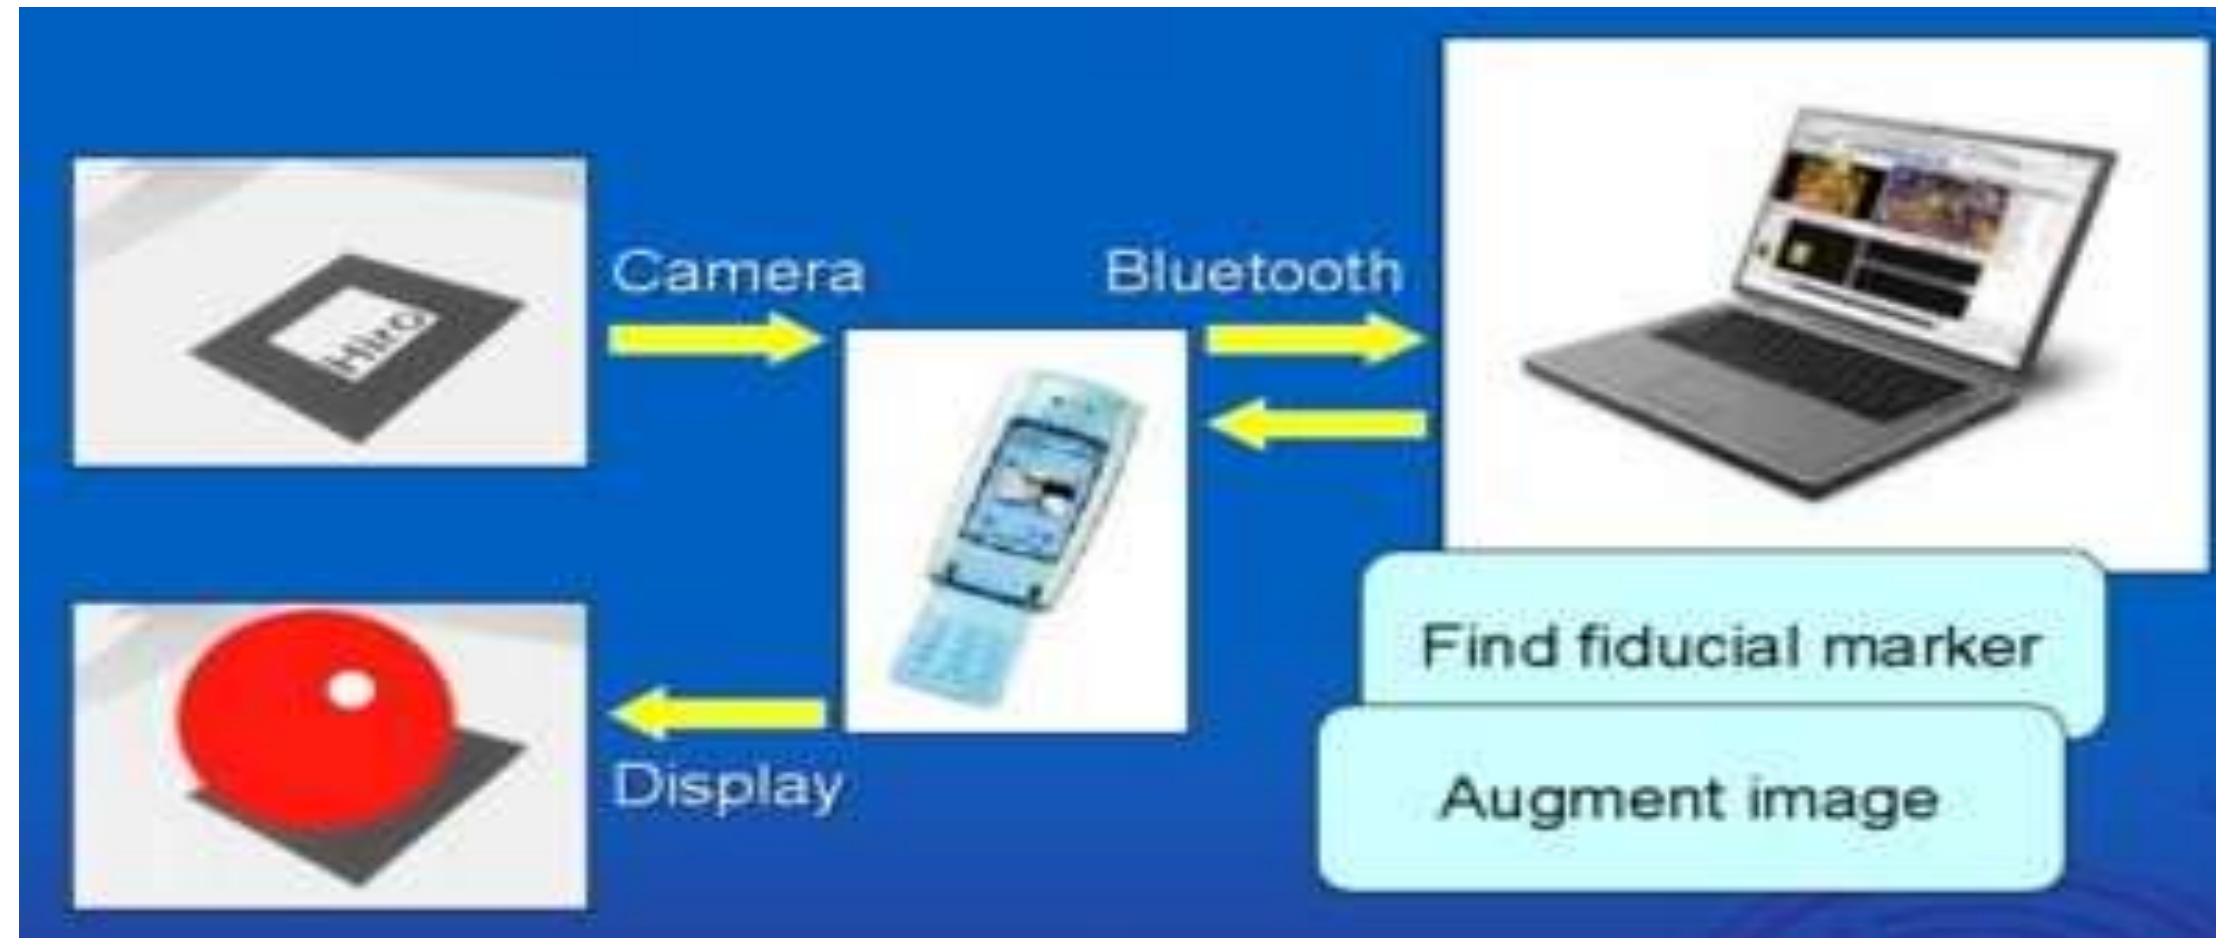 Camera
Bluetooth
Hiro
Find fiducial marker
Display
Augment image